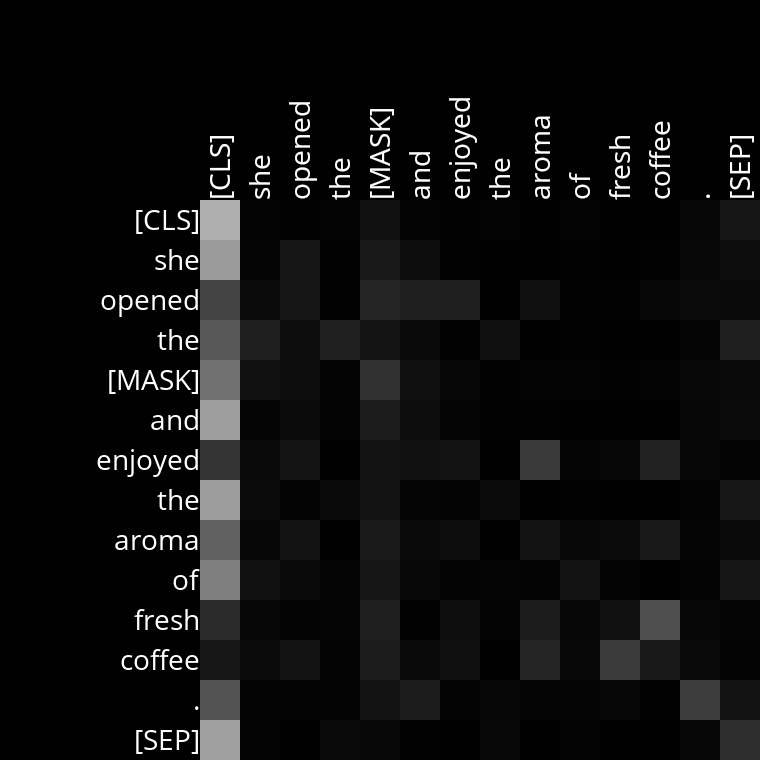 [CLS] she opened the [MASK] and enjoyed the aroma of fresh coffee . [SEP]
[CLS]
she
opened
the
[MASK]
and
enjoyed
the
aroma
of
fresh
coffee
.
[SEP]